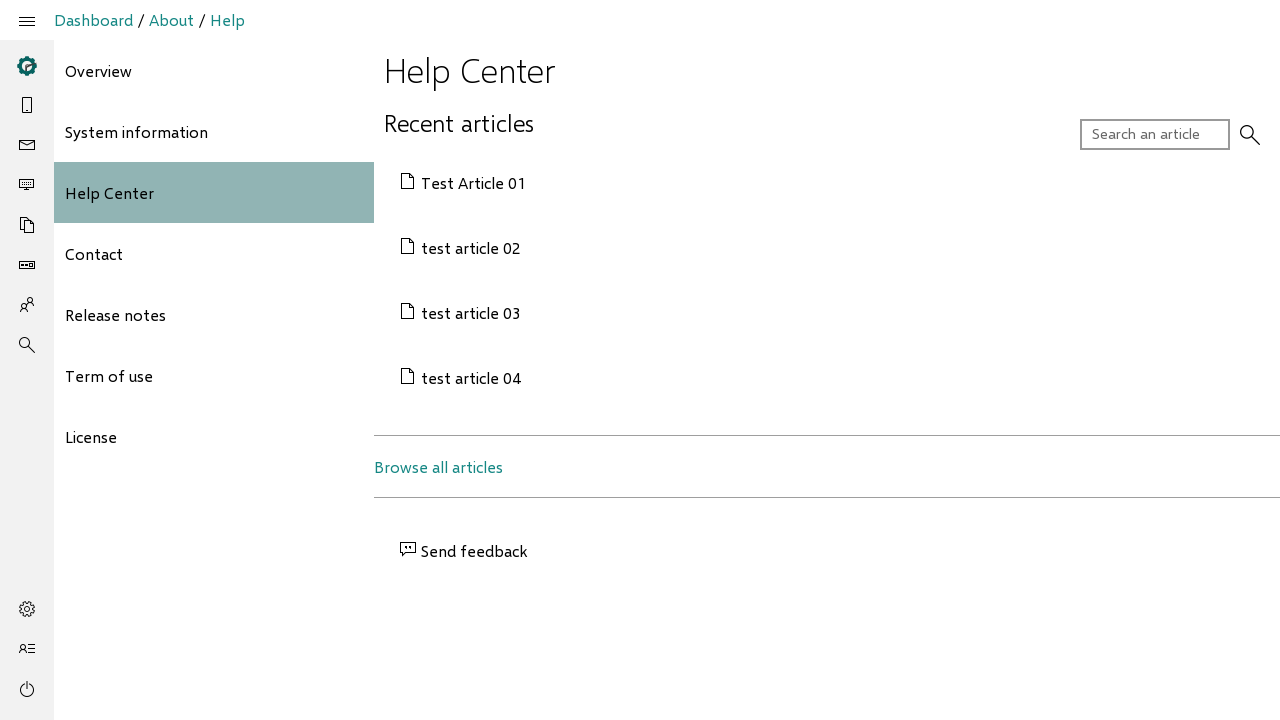 Dashboard / About / Help
Overview
System information
Help Center
Contact
Release notes
Term of use
License
Help Center
Recent articles
Search an article
Test Article 01
test article 02
test article 03
test article 04
Browse all articles
Send feedback